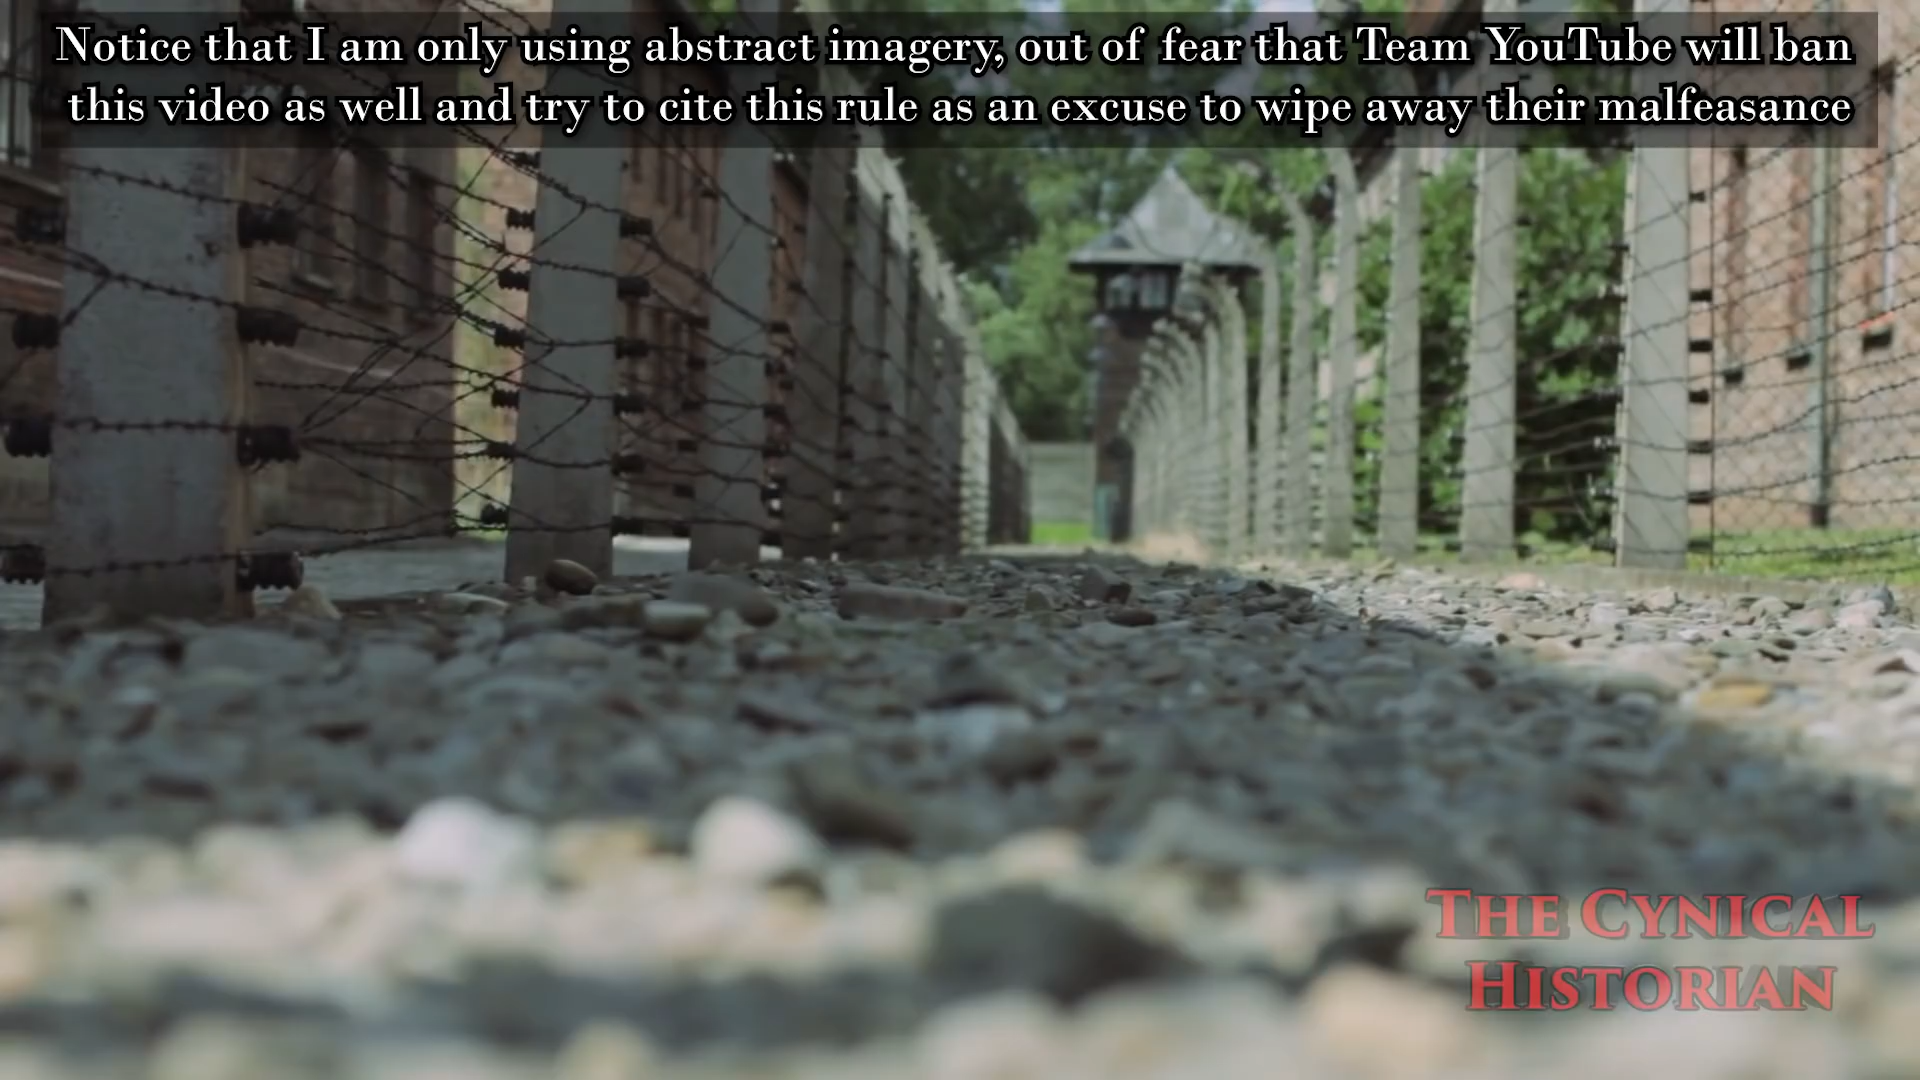 Notice that I am only using abstract imagery, out of fear that Team YouTube will ban
this video as well and try to cite this rule as an excuse to wipe away their malfeasance
THE CYNICAL
HISTORIAN